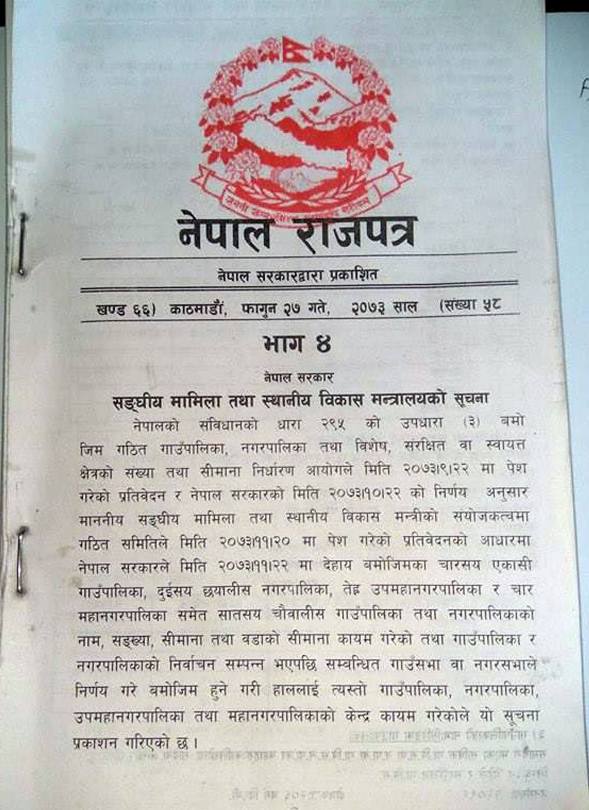 नेपाल राजपत्र
नेपाल सरकारद्वारा प्रकाशित
खण्ड ६६) काठमाडौं, फागुन २७ गते, २०७३ साल (संख्या ५८
भाग ४
नेपाल सरकार
सङ्घीय मामिला तथा स्थानीय विकास मन्त्रालयको सूचना
नेपालको संविधानको धारा २९५ को उपधारा (३) बमो
जिम गठित गाउँपालिका, नगरपालिका तथा विशेष, संरक्षित वा स्वायत्त
क्षेत्रको संख्या तथा सीमाना निर्धारण आयोगले मिति २०७३।९।२२ मा पेश
गरेको प्रतिवेदन र नेपाल सरकारको मिति २०७३।१०।२२ को निर्णय अनुसार
माननीय सङ्घीय मामिला तथा स्थानीय विकास मन्त्रीको संयोजकत्वमा
गठित समितिले मिति २०७३।११।२० मा पेश गरेको प्रतिवेदनको आधारमा
नेपाल सरकारले मिति २०७३।११।२२ मा देहाय बमोजिमका चारसय एकासी
गाउँपालिका, दुईसय छयालीस नगरपालिका, तेह्र उपमहानगरपालिका र चार
महानगरपालिका समेत सातसय चौवालीस गाउँपालिका तथा नगरपालिकाको
नाम, सङ्ख्या, सीमाना तथा वडाको सीमाना कायम गरेको तथा गाउँपालिका र
नगरपालिकाको निर्वाचन सम्पन्न भएपछि सम्वन्धित गाउँसभा वा नगरसभाले
निर्णय गरे बमोजिम हुने गरी हाललाई त्यस्तो गाउँपालिका, नगरपालिका,
उपमहानगरपालिका तथा महानगरपालिकाको केन्द्र कायम गरेकोले यो सूचना
प्रकाशन गरिएको छ ।